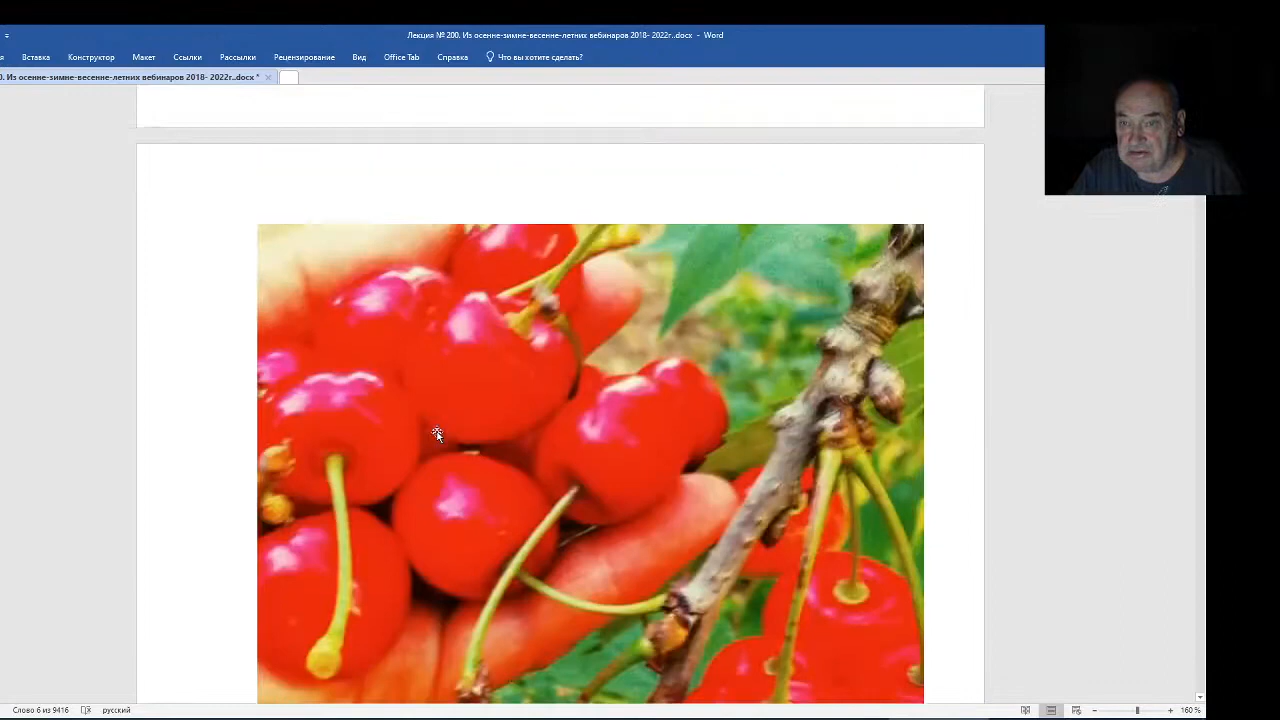 Лекция № 200. Из осенне-зимне-весенне-летних вебинаров 2018- 2022г..docx - Word
Вставка Конструктор Макет Ссылки Рассылки Рецензирование Вид Office Tab Справка Что вы хотите сделать?
0. Из осенне-зимне-весенне-летних вебинаров 2018- 2022г..docx *
Слово 6 из 9416 русский 160 %